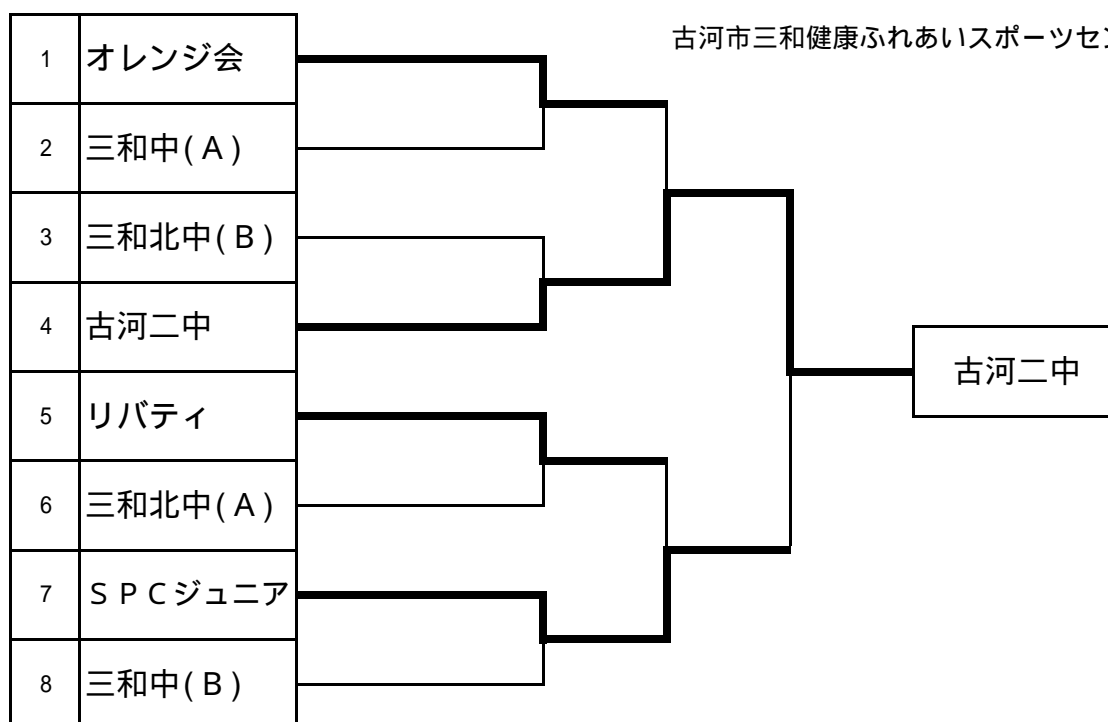 古河市三和健康ふれあいスポーツセン
1 オレンジ会
2 三和中(Ａ)
3 三和北中(Ｂ)
4 古河二中
5 リバティ
6 三和北中(Ａ)
7 ＳＰＣジュニア
8 三和中(Ｂ)
古河二中